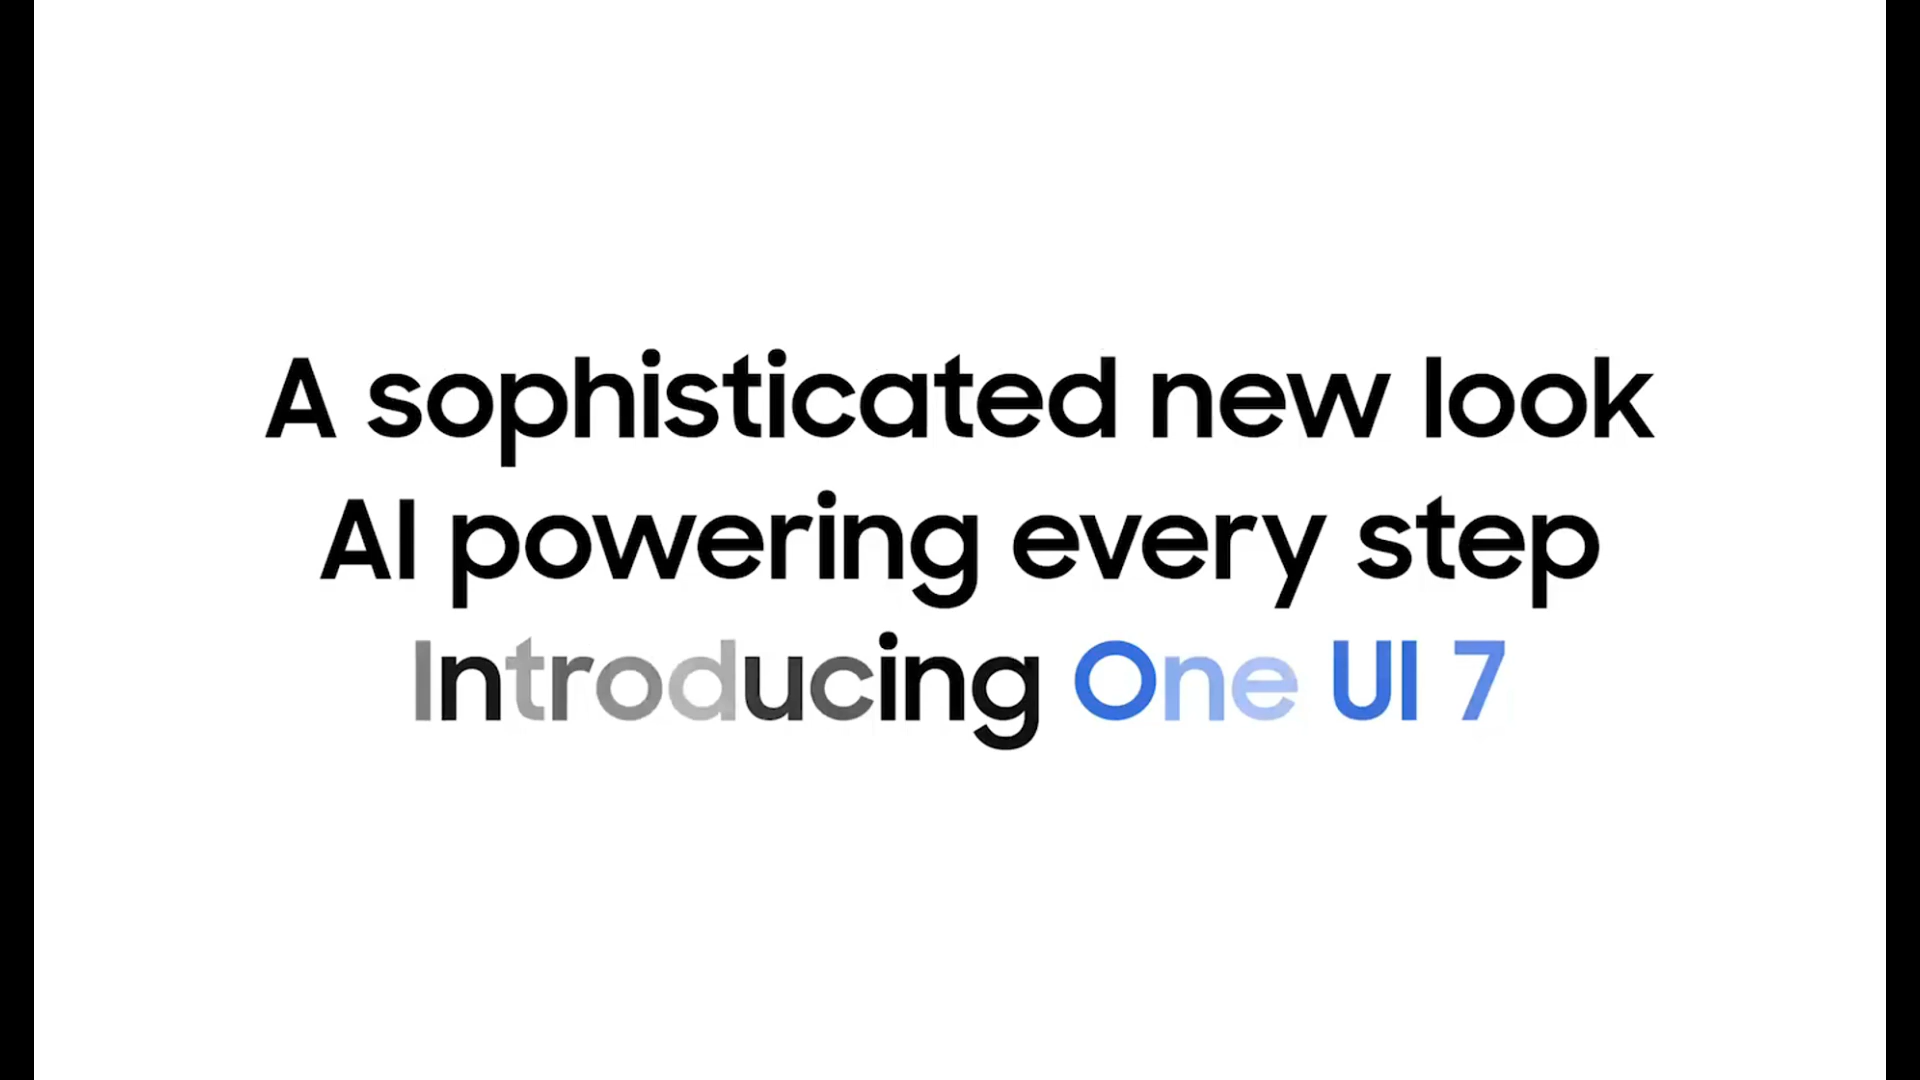 A sophisticated new look
AI powering every step
Introducing One UI 7